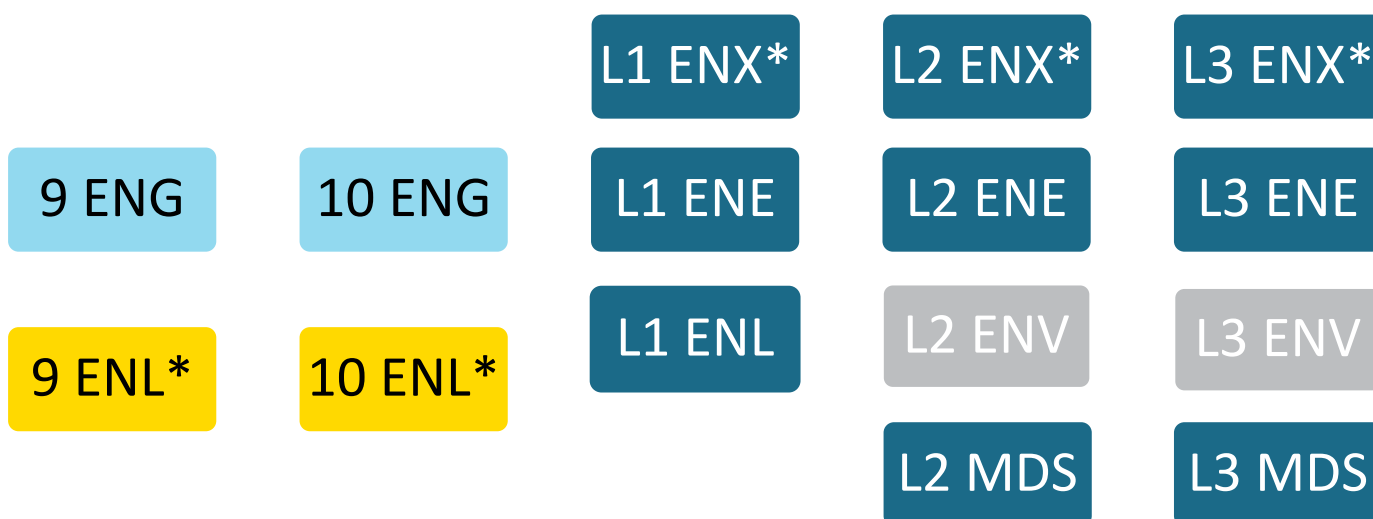 L1 ENX* L2 ENX* L3 ENX*
9 ENG 10 ENG L1 ENE L2 ENE L3 ENE
L1 ENL L2 ENV L3 ENV
9 ENL* 10 ENL*
L2 MDS L3 MDS